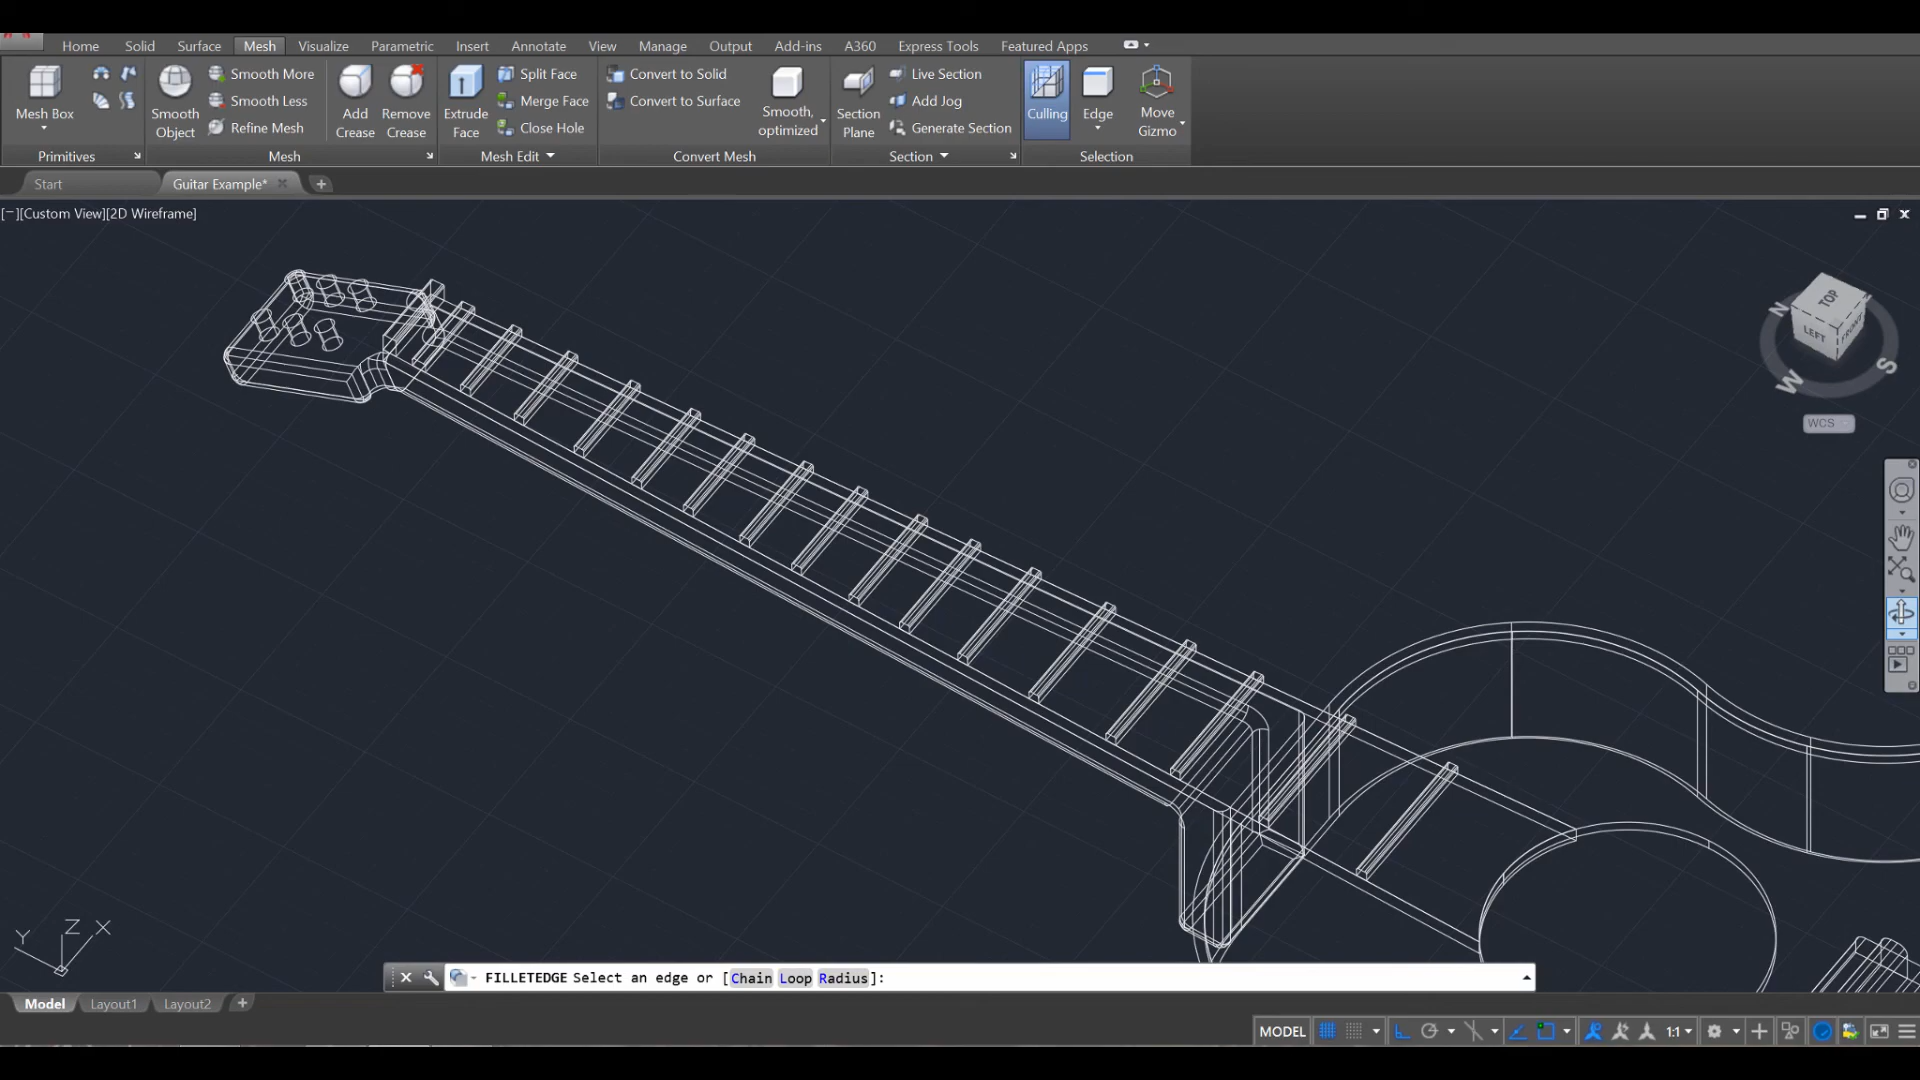 Home Solid Surface Mesh Visualize Parametric Insert Annotate View Manage Output Add-ins A360 Express Tools Featured Apps
Mesh Box
Smooth Object
Smooth More
Smooth Less
Refine Mesh
Add Crease
Remove Crease
Extrude Face
Split Face
Merge Face
Close Hole
Convert to Solid
Convert to Surface
Smooth, optimized
Section Plane
Live Section
Add Jog
Generate Section
Culling
Edge
Move Gizmo
Primitives Mesh Mesh Edit Convert Mesh Section Selection
Start Guitar Example*
[−][Custom View][2D Wireframe]
TOP
LEFT
FRONT
N
S
W
WCS
Z
Y X
FILLETEDGE Select an edge or [Chain Loop Radius]:
Model Layout1 Layout2
MODEL 1:1